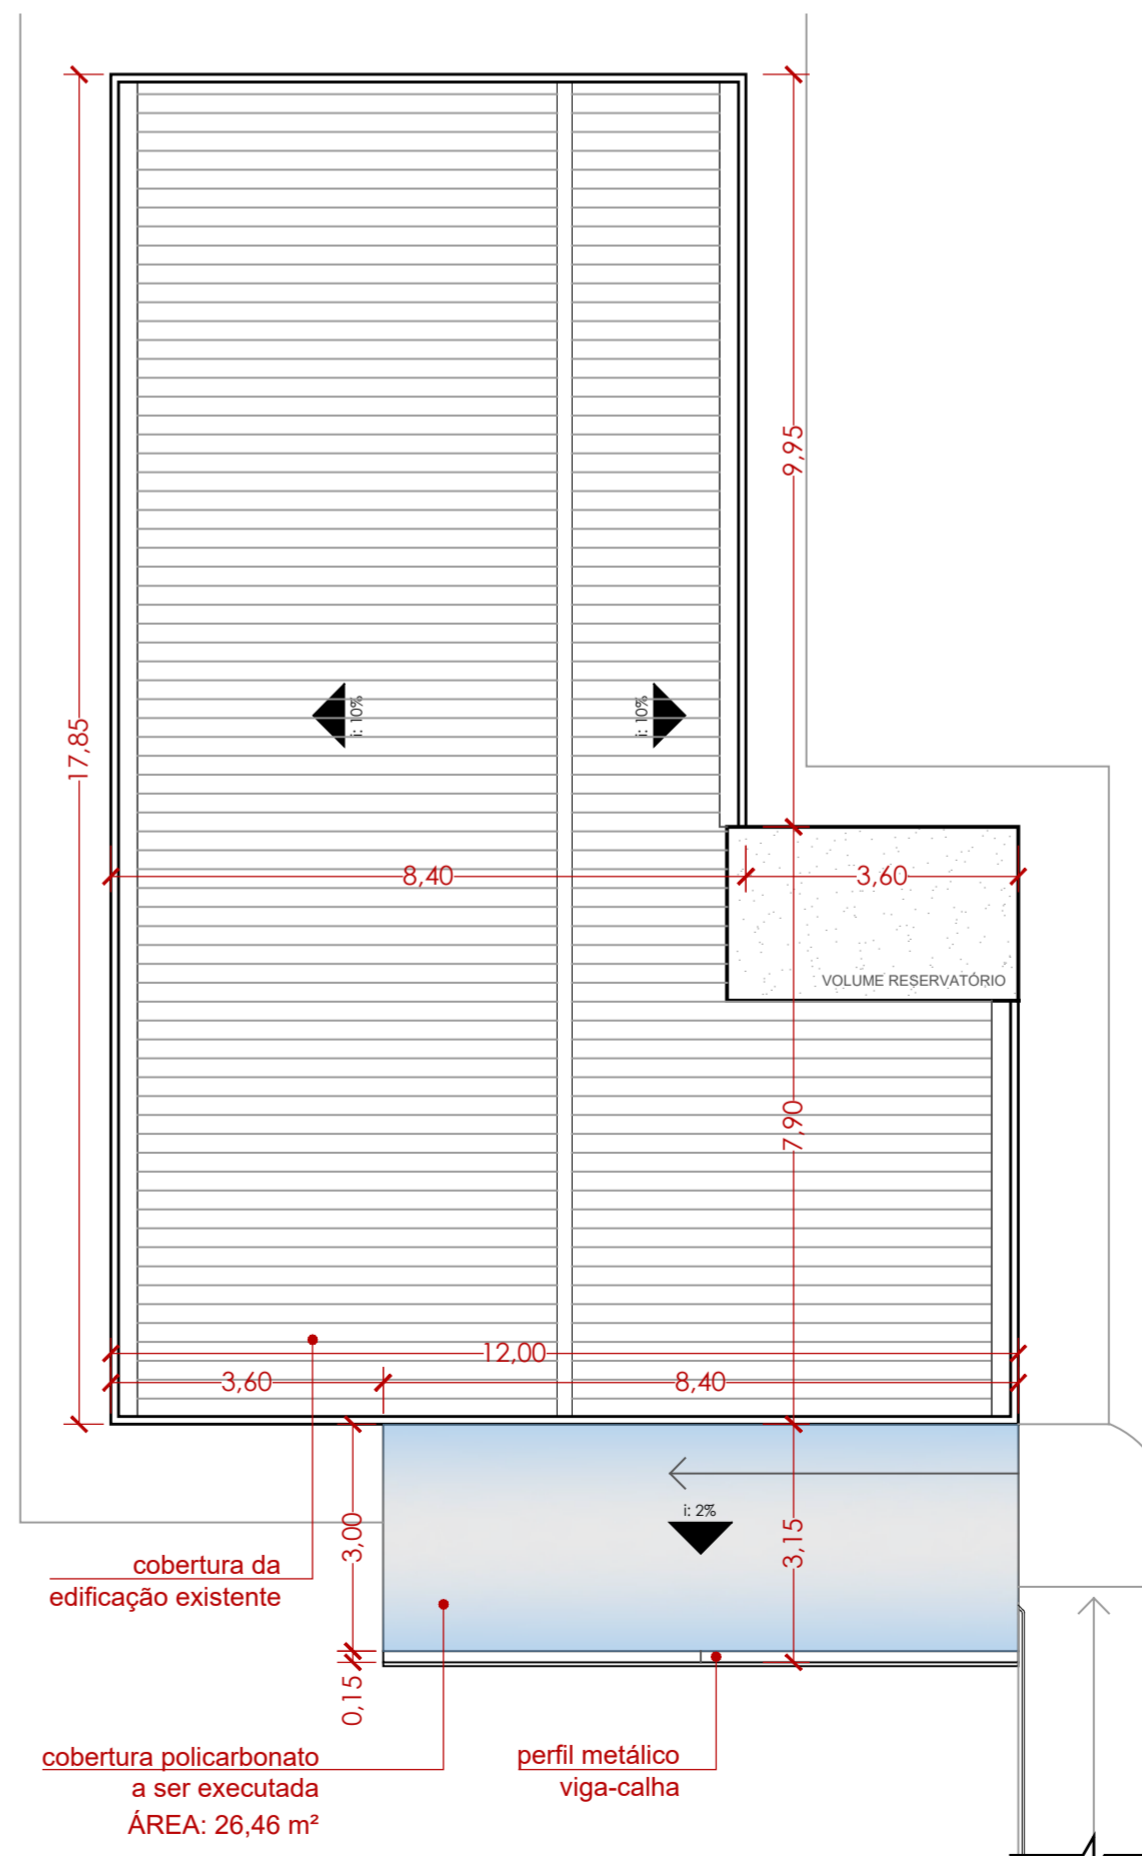 9,95
17,85
i: 10%
i: 10%
8,40
3,60
VOLUME RESERVATÓRIO
7,90
12,00
3,60
8,40
i: 2%
3,00
3,15
cobertura da
edificação existente
0,15
cobertura policarbonato
a ser executada
ÁREA: 26,46 m²
perfil metálico
viga-calha